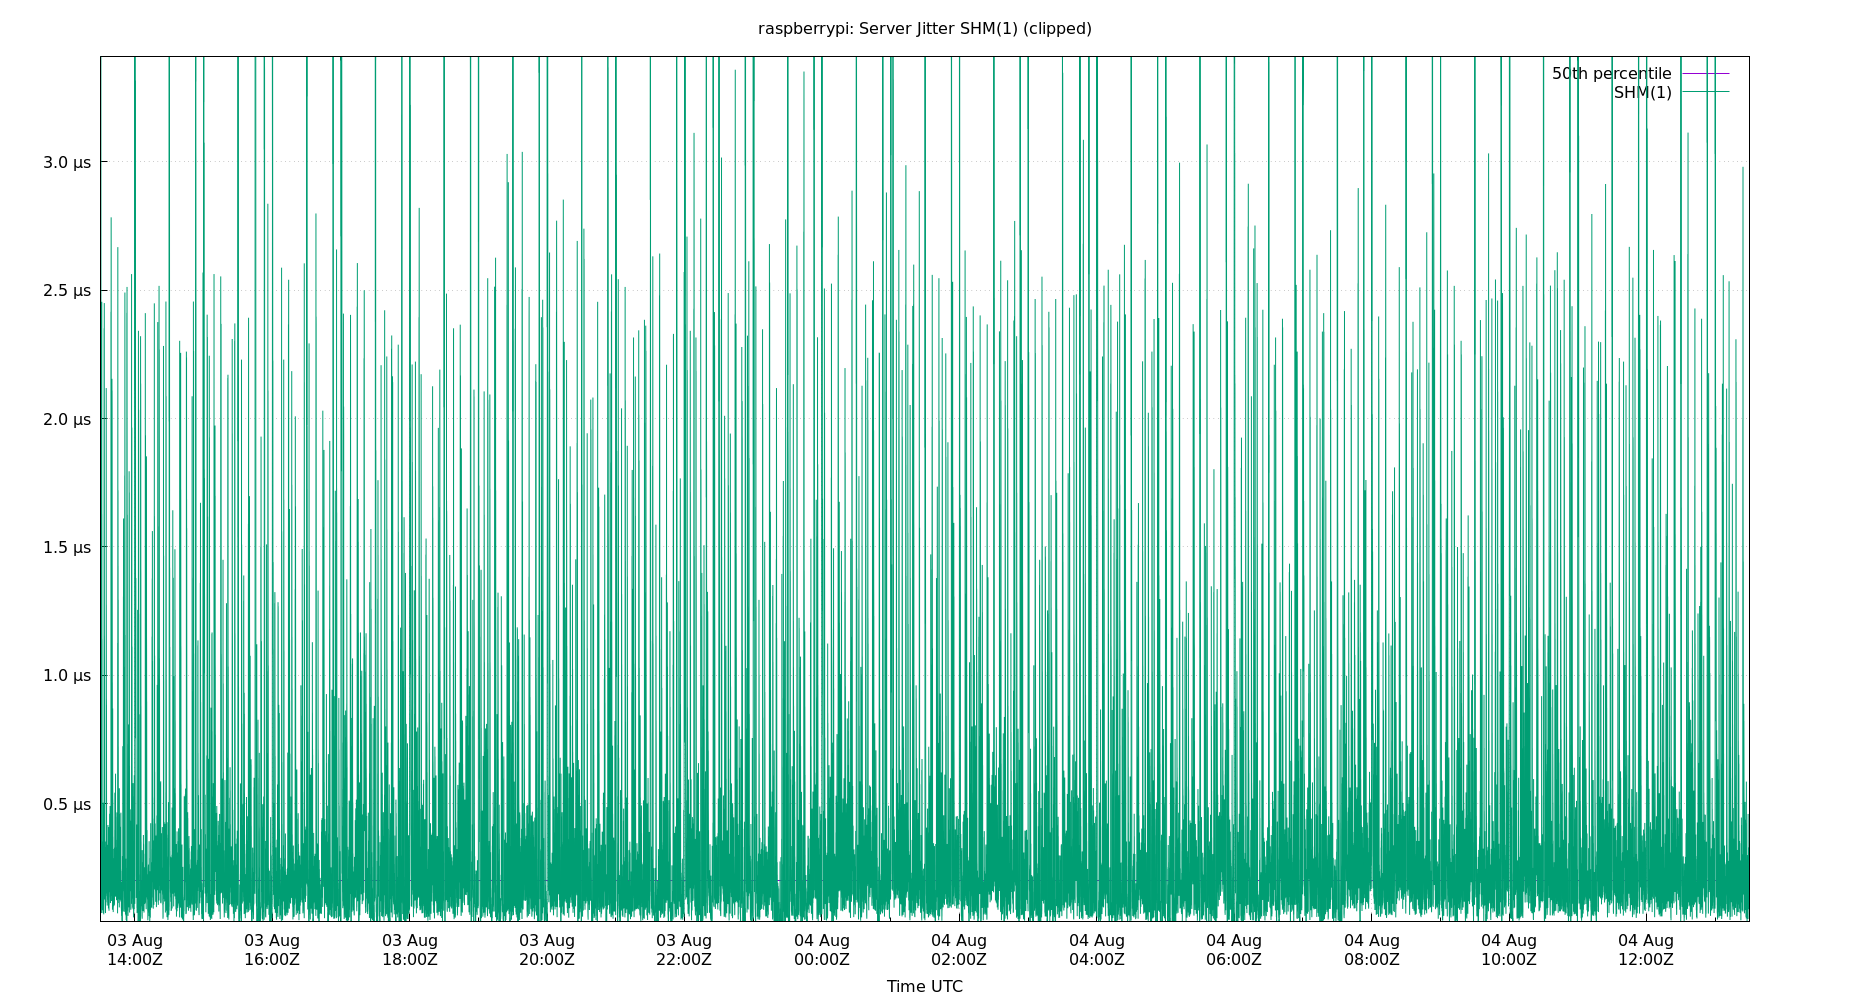 raspberrypi: Server Jitter SHM(1) (clipped)
50th percentile
SHM(1)
3.0 µs
2.5 µs
2.0 µs
1.5 µs
1.0 µs
0.5 µs
03 Aug 03 Aug 03 Aug 03 Aug 03 Aug 04 Aug 04 Aug 04 Aug 04 Aug 04 Aug 04 Aug 04 Aug
14:00Z 16:00Z 18:00Z 20:00Z 22:00Z 00:00Z 02:00Z 04:00Z 06:00Z 08:00Z 10:00Z 12:00Z
Time UTC